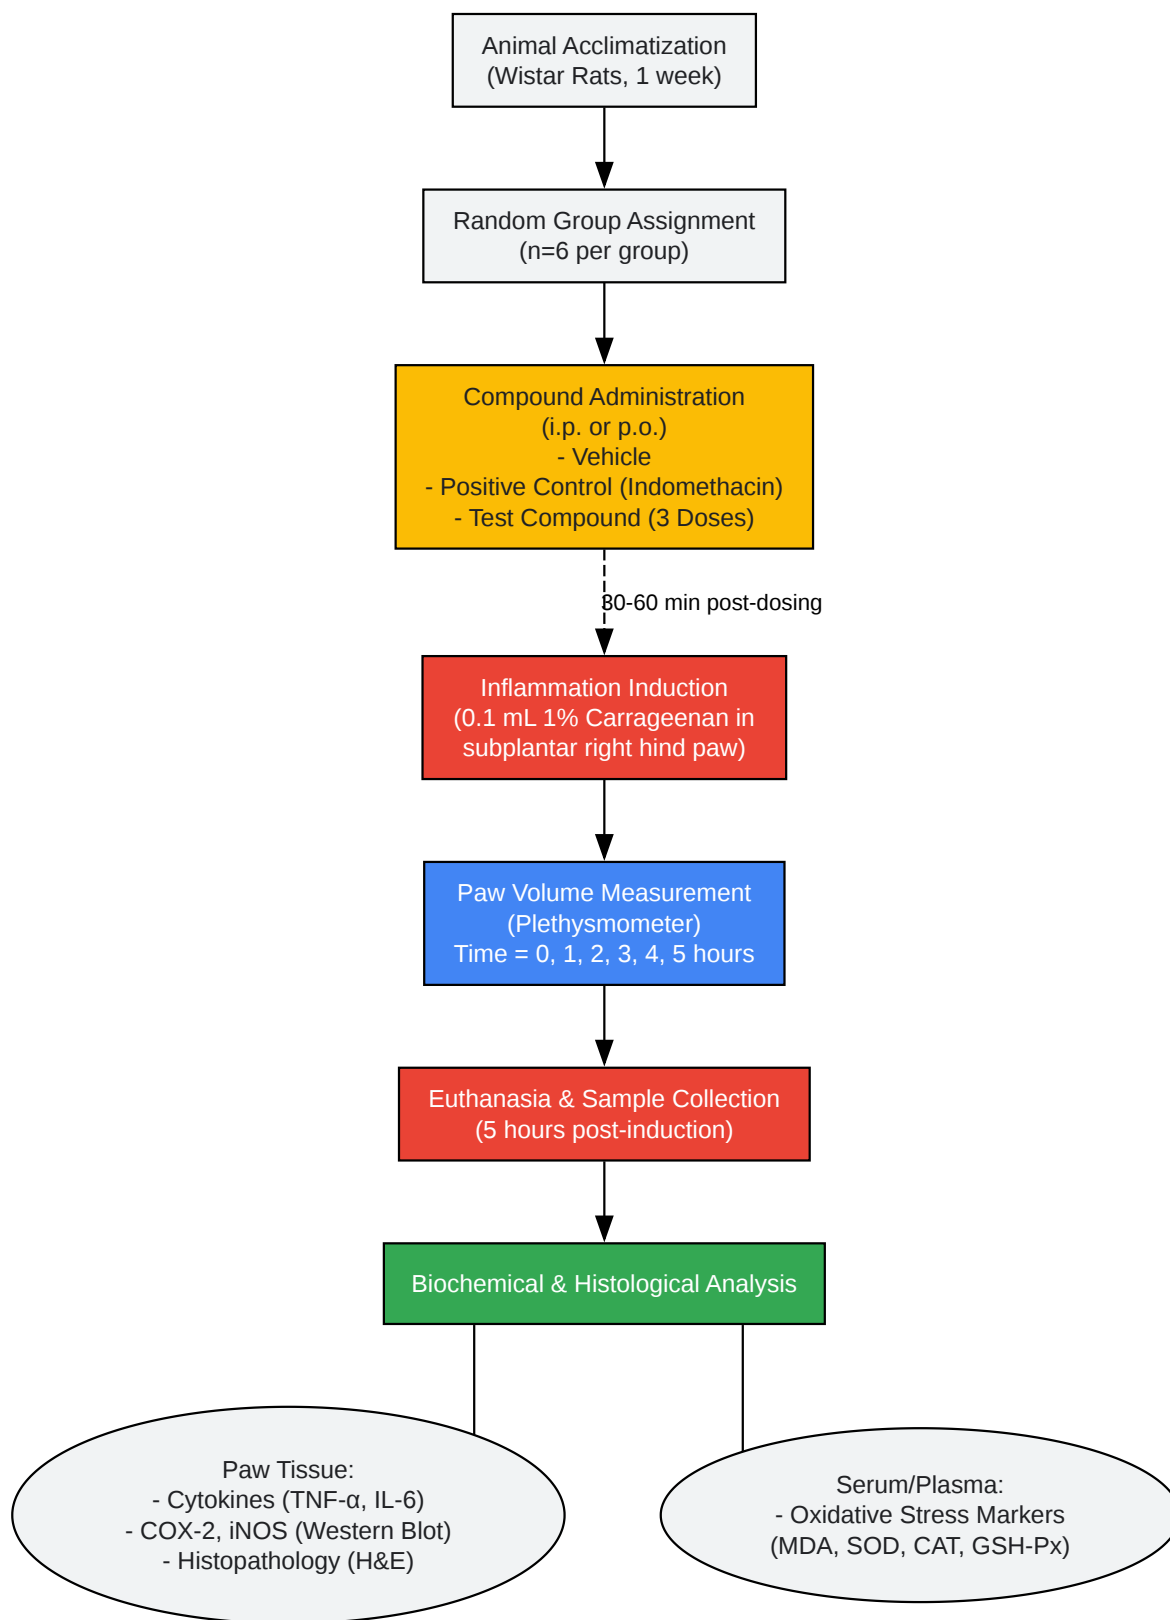 Animal Acclimatization
(Wistar Rats, 1 week)
Random Group Assignment
(n=6 per group)
Compound Administration
(i.p. or p.o.)
- Vehicle
- Positive Control (Indomethacin)
- Test Compound (3 Doses)
30-60 min post-dosing
Inflammation Induction
(0.1 mL 1% Carrageenan in
subplantar right hind paw)
Paw Volume Measurement
(Plethysmometer)
Time = 0, 1, 2, 3, 4, 5 hours
Euthanasia & Sample Collection
(5 hours post-induction)
Biochemical & Histological Analysis
Paw Tissue:
- Cytokines (TNF-α, IL-6)
- COX-2, iNOS (Western Blot)
- Histopathology (H&E)
Serum/Plasma:
- Oxidative Stress Markers
(MDA, SOD, CAT, GSH-Px)